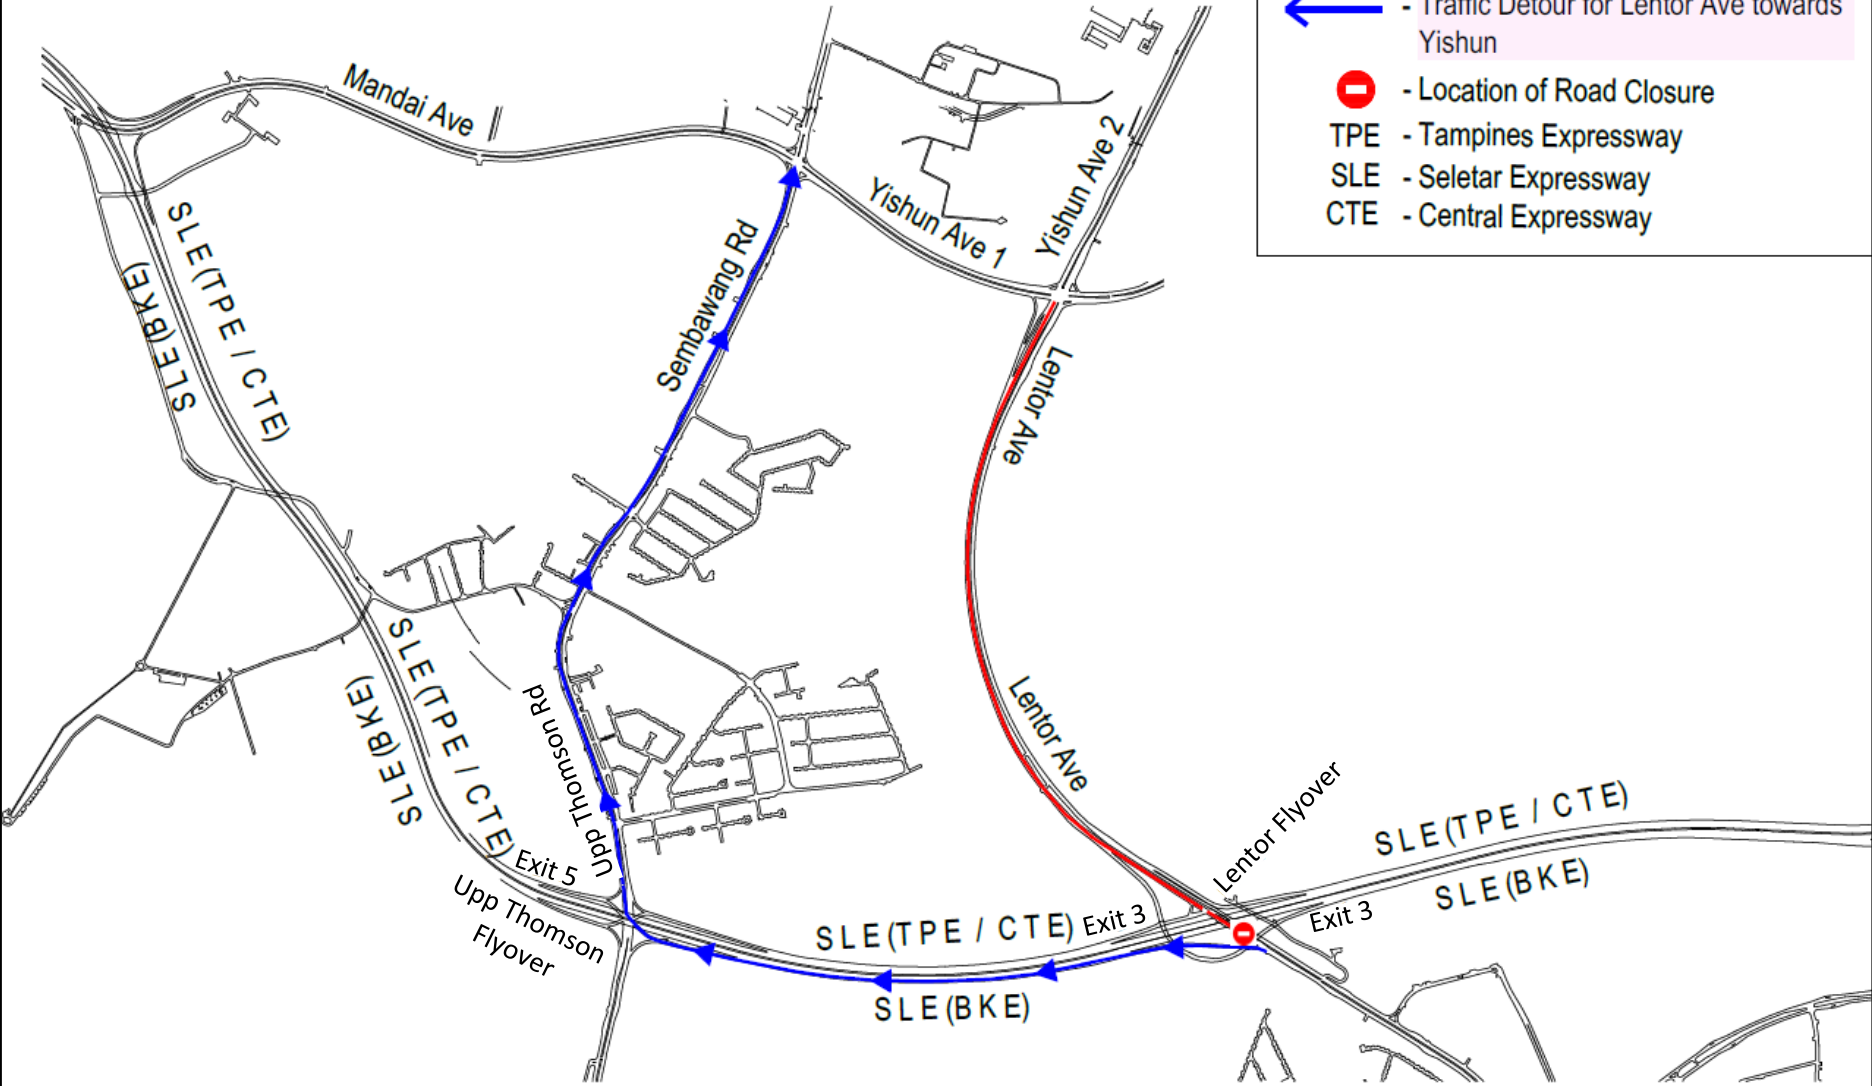 - Traffic Detour for Lentor Ave towards
Yishun
- Location of Road Closure
TPE - Tampines Expressway
SLE - Seletar Expressway
CTE - Central Expressway
Mandai Ave
Yishun Ave 2
Yishun Ave 1
SLE(TPE / CTE)
SLE(BKE)
Sembawang Rd
Lentor Ave
SLE(TPE / CTE)
SLE(BKE)
Upp Thomson Rd
Lentor Ave
Lentor Flyover
SLE(TPE / CTE)
SLE(BKE)
Exit 5
Upp Thomson
Flyover
SLE(TPE / CTE)
Exit 3
Exit 3
SLE(BKE)